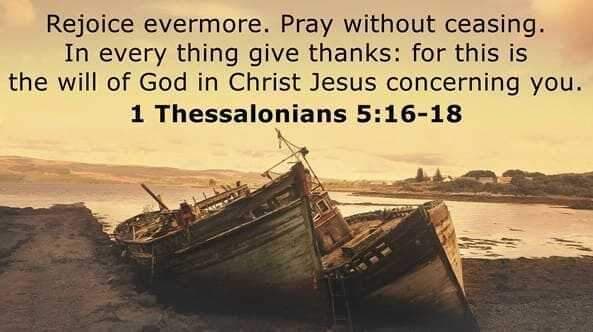 Rejoice evermore. Pray without ceasing.
In every thing give thanks: for this is
the will of God in Christ Jesus concerning you.
1 Thessalonians 5:16-18